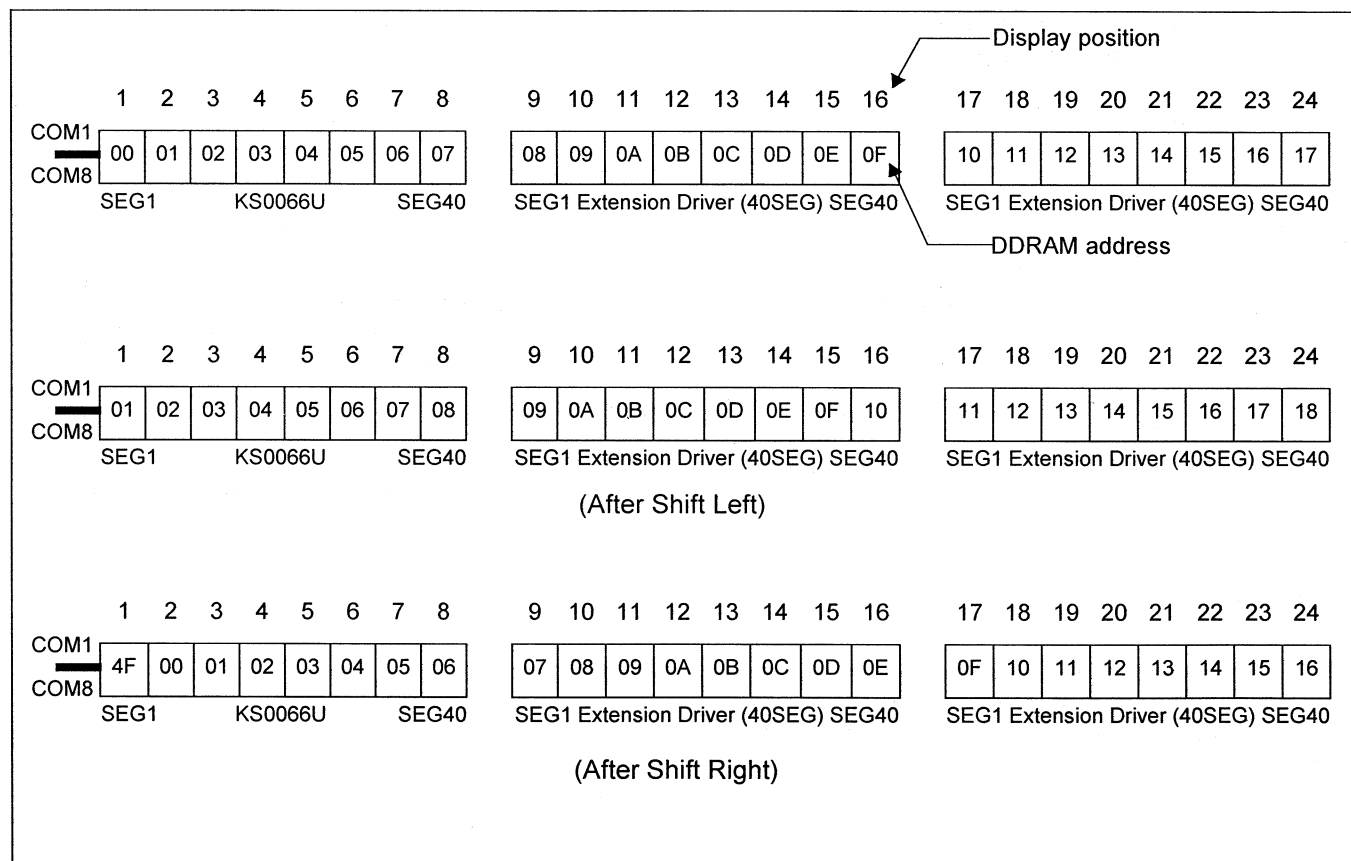 Display position
1 2 3 4 5 6 7 8 9 10 11 12 13 14 15 16 17 18 19 20 21 22 23 24
COM1
00 01 02 03 04 05 06 07 08 09 0A 0B 0C 0D 0E 0F 10 11 12 13 14 15 16 17
COM8
SEG1 KS0066U SEG40 SEG1 Extension Driver (40SEG) SEG40 SEG1 Extension Driver (40SEG) SEG40
DDRAM address
1 2 3 4 5 6 7 8 9 10 11 12 13 14 15 16 17 18 19 20 21 22 23 24
COM1
01 02 03 04 05 06 07 08 09 0A 0B 0C 0D 0E 0F 10 11 12 13 14 15 16 17 18
COM8
SEG1 KS0066U SEG40 SEG1 Extension Driver (40SEG) SEG40 SEG1 Extension Driver (40SEG) SEG40
(After Shift Left)
1 2 3 4 5 6 7 8 9 10 11 12 13 14 15 16 17 18 19 20 21 22 23 24
COM1
4F 00 01 02 03 04 05 06 07 08 09 0A 0B 0C 0D 0E 0F 10 11 12 13 14 15 16
COM8
SEG1 KS0066U SEG40 SEG1 Extension Driver (40SEG) SEG40 SEG1 Extension Driver (40SEG) SEG40
(After Shift Right)